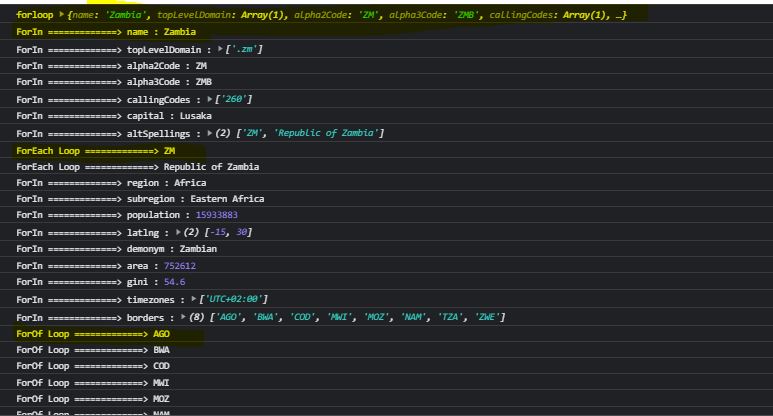 forloop ▶{name: 'Zambia', topLevelDomain: Array(1), alpha2Code: 'ZM', alpha3Code: 'ZMB', callingCodes: Array(1), …}
ForIn =============> name : Zambia
ForIn =============> topLevelDomain : ▶['.zm']
ForIn =============> alpha2Code : ZM
ForIn =============> alpha3Code : ZMB
ForIn =============> callingCodes : ▶['260']
ForIn =============> capital : Lusaka
ForIn =============> altSpellings : ▶(2) ['ZM', 'Republic of Zambia']
ForEach Loop =============> ZM
ForEach Loop =============> Republic of Zambia
ForIn =============> region : Africa
ForIn =============> subregion : Eastern Africa
ForIn =============> population : 15933883
ForIn =============> latlng : ▶(2) [-15, 30]
ForIn =============> demonym : Zambian
ForIn =============> area : 752612
ForIn =============> gini : 54.6
ForIn =============> timezones : ▶['UTC+02:00']
ForIn =============> borders : ▶(8) ['AGO', 'BWA', 'COD', 'MWI', 'MOZ', 'NAM', 'TZA', 'ZWE']
ForOf Loop =============> AGO
ForOf Loop =============> BWA
ForOf Loop =============> COD
ForOf Loop =============> MWI
ForOf Loop =============> MOZ
ForOf Loop =============> NAM